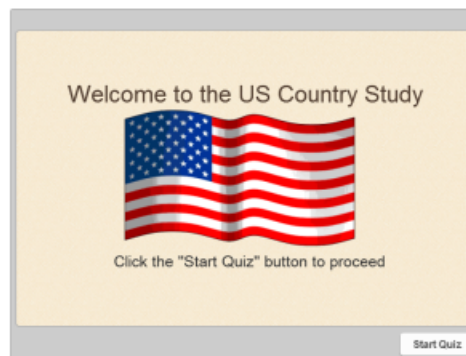 Welcome to the US Country Study
Click the "Start Quiz" button to proceed
Start Quiz